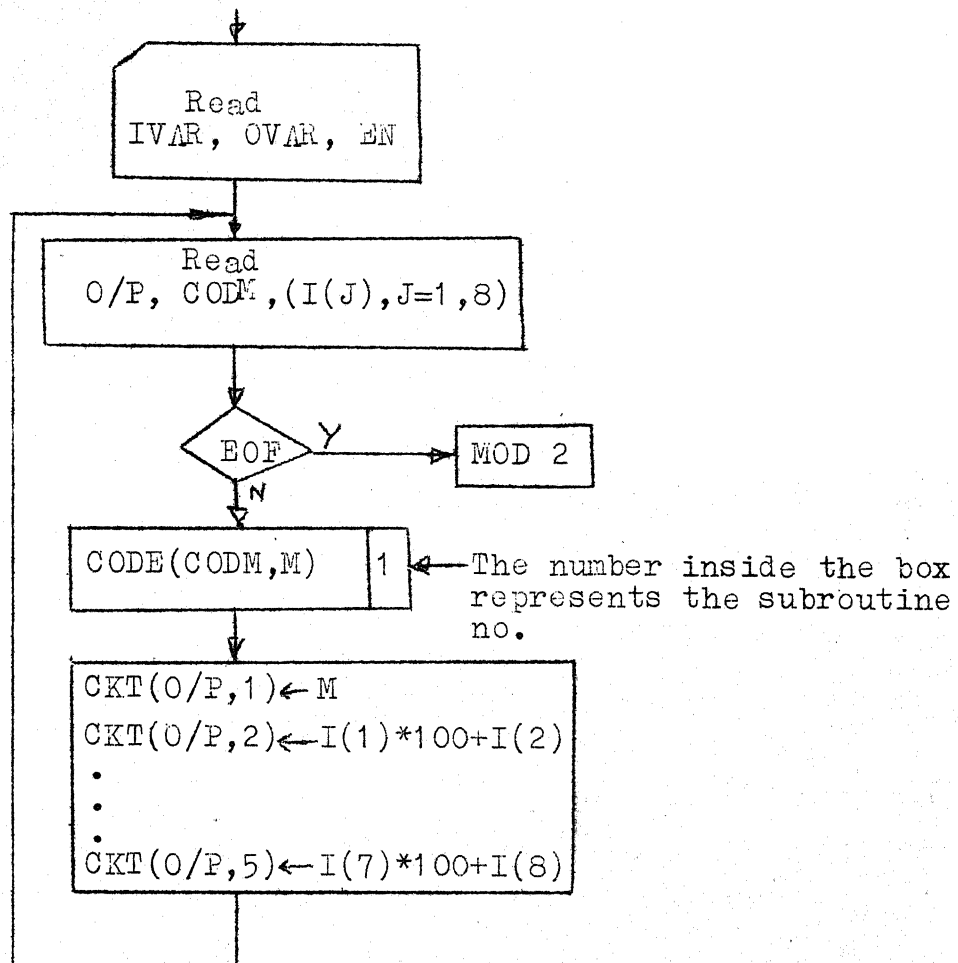 Read
IVAR, OVAR, EN
Read
O/P, CODM,(I(J),J=1,8)
EOF
Y
MOD 2
N
CODE(CODM,M)
1
The number inside the box
represents the subroutine
no.
CKT(O/P,1)←M
CKT(O/P,2)←I(1)*100+I(2)
.
.
.
CKT(O/P,5)←I(7)*100+I(8)